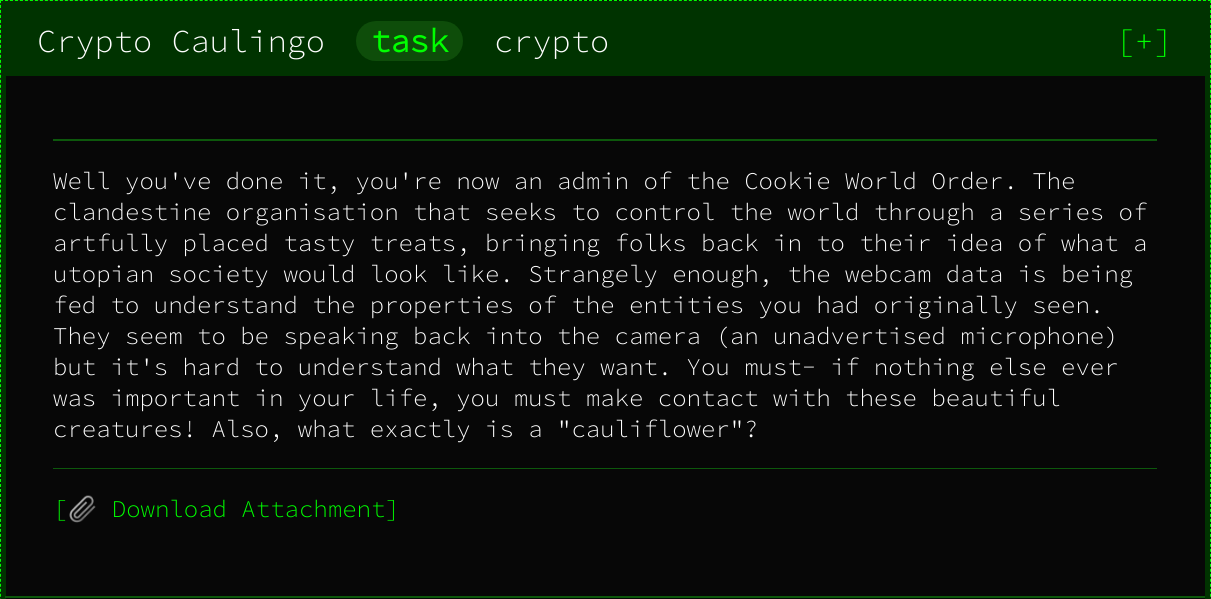 Crypto Caulingo task crypto [+]
Well you've done it, you're now an admin of the Cookie World Order. The
clandestine organisation that seeks to control the world through a series of
artfully placed tasty treats, bringing folks back in to their idea of what a
utopian society would look like. Strangely enough, the webcam data is being
fed to understand the properties of the entities you had originally seen.
They seem to be speaking back into the camera (an unadvertised microphone)
but it's hard to understand what they want. You must- if nothing else ever
was important in your life, you must make contact with these beautiful
creatures! Also, what exactly is a "cauliflower"?
[📎 Download Attachment]